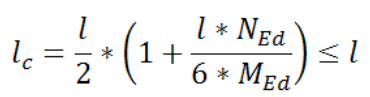 l_c = l/2 * (1 + (l * N_Ed)/(6 * M_Ed)) ≤ l